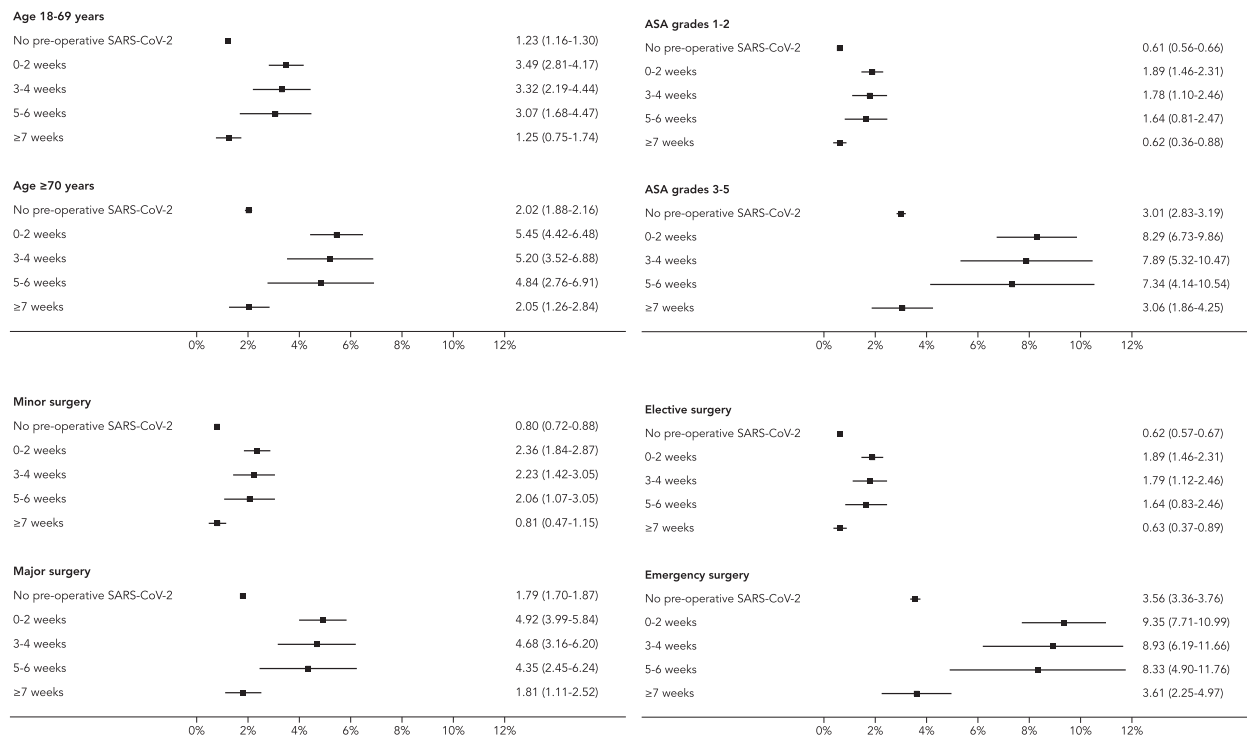 Age 18-69 years
No pre-operative SARS-CoV-2 1.23 (1.16-1.30)
0-2 weeks 3.49 (2.81-4.17)
3-4 weeks 3.32 (2.19-4.44)
5-6 weeks 3.07 (1.68-4.47)
≥7 weeks 1.25 (0.75-1.74)
Age ≥70 years
No pre-operative SARS-CoV-2 2.02 (1.88-2.16)
0-2 weeks 5.45 (4.42-6.48)
3-4 weeks 5.20 (3.52-6.88)
5-6 weeks 4.84 (2.76-6.91)
≥7 weeks 2.05 (1.26-2.84)
0% 2% 4% 6% 8% 10% 12%
ASA grades 1-2
No pre-operative SARS-CoV-2 0.61 (0.56-0.66)
0-2 weeks 1.89 (1.46-2.31)
3-4 weeks 1.78 (1.10-2.46)
5-6 weeks 1.64 (0.81-2.47)
≥7 weeks 0.62 (0.36-0.88)
ASA grades 3-5
No pre-operative SARS-CoV-2 3.01 (2.83-3.19)
0-2 weeks 8.29 (6.73-9.86)
3-4 weeks 7.89 (5.32-10.47)
5-6 weeks 7.34 (4.14-10.54)
≥7 weeks 3.06 (1.86-4.25)
0% 2% 4% 6% 8% 10% 12%
Minor surgery
No pre-operative SARS-CoV-2 0.80 (0.72-0.88)
0-2 weeks 2.36 (1.84-2.87)
3-4 weeks 2.23 (1.42-3.05)
5-6 weeks 2.06 (1.07-3.05)
≥7 weeks 0.81 (0.47-1.15)
Major surgery
No pre-operative SARS-CoV-2 1.79 (1.70-1.87)
0-2 weeks 4.92 (3.99-5.84)
3-4 weeks 4.68 (3.16-6.20)
5-6 weeks 4.35 (2.45-6.24)
≥7 weeks 1.81 (1.11-2.52)
0% 2% 4% 6% 8% 10% 12%
Elective surgery
No pre-operative SARS-CoV-2 0.62 (0.57-0.67)
0-2 weeks 1.89 (1.46-2.31)
3-4 weeks 1.79 (1.12-2.46)
5-6 weeks 1.64 (0.83-2.46)
≥7 weeks 0.63 (0.37-0.89)
Emergency surgery
No pre-operative SARS-CoV-2 3.56 (3.36-3.76)
0-2 weeks 9.35 (7.71-10.99)
3-4 weeks 8.93 (6.19-11.66)
5-6 weeks 8.33 (4.90-11.76)
≥7 weeks 3.61 (2.25-4.97)
0% 2% 4% 6% 8% 10% 12%